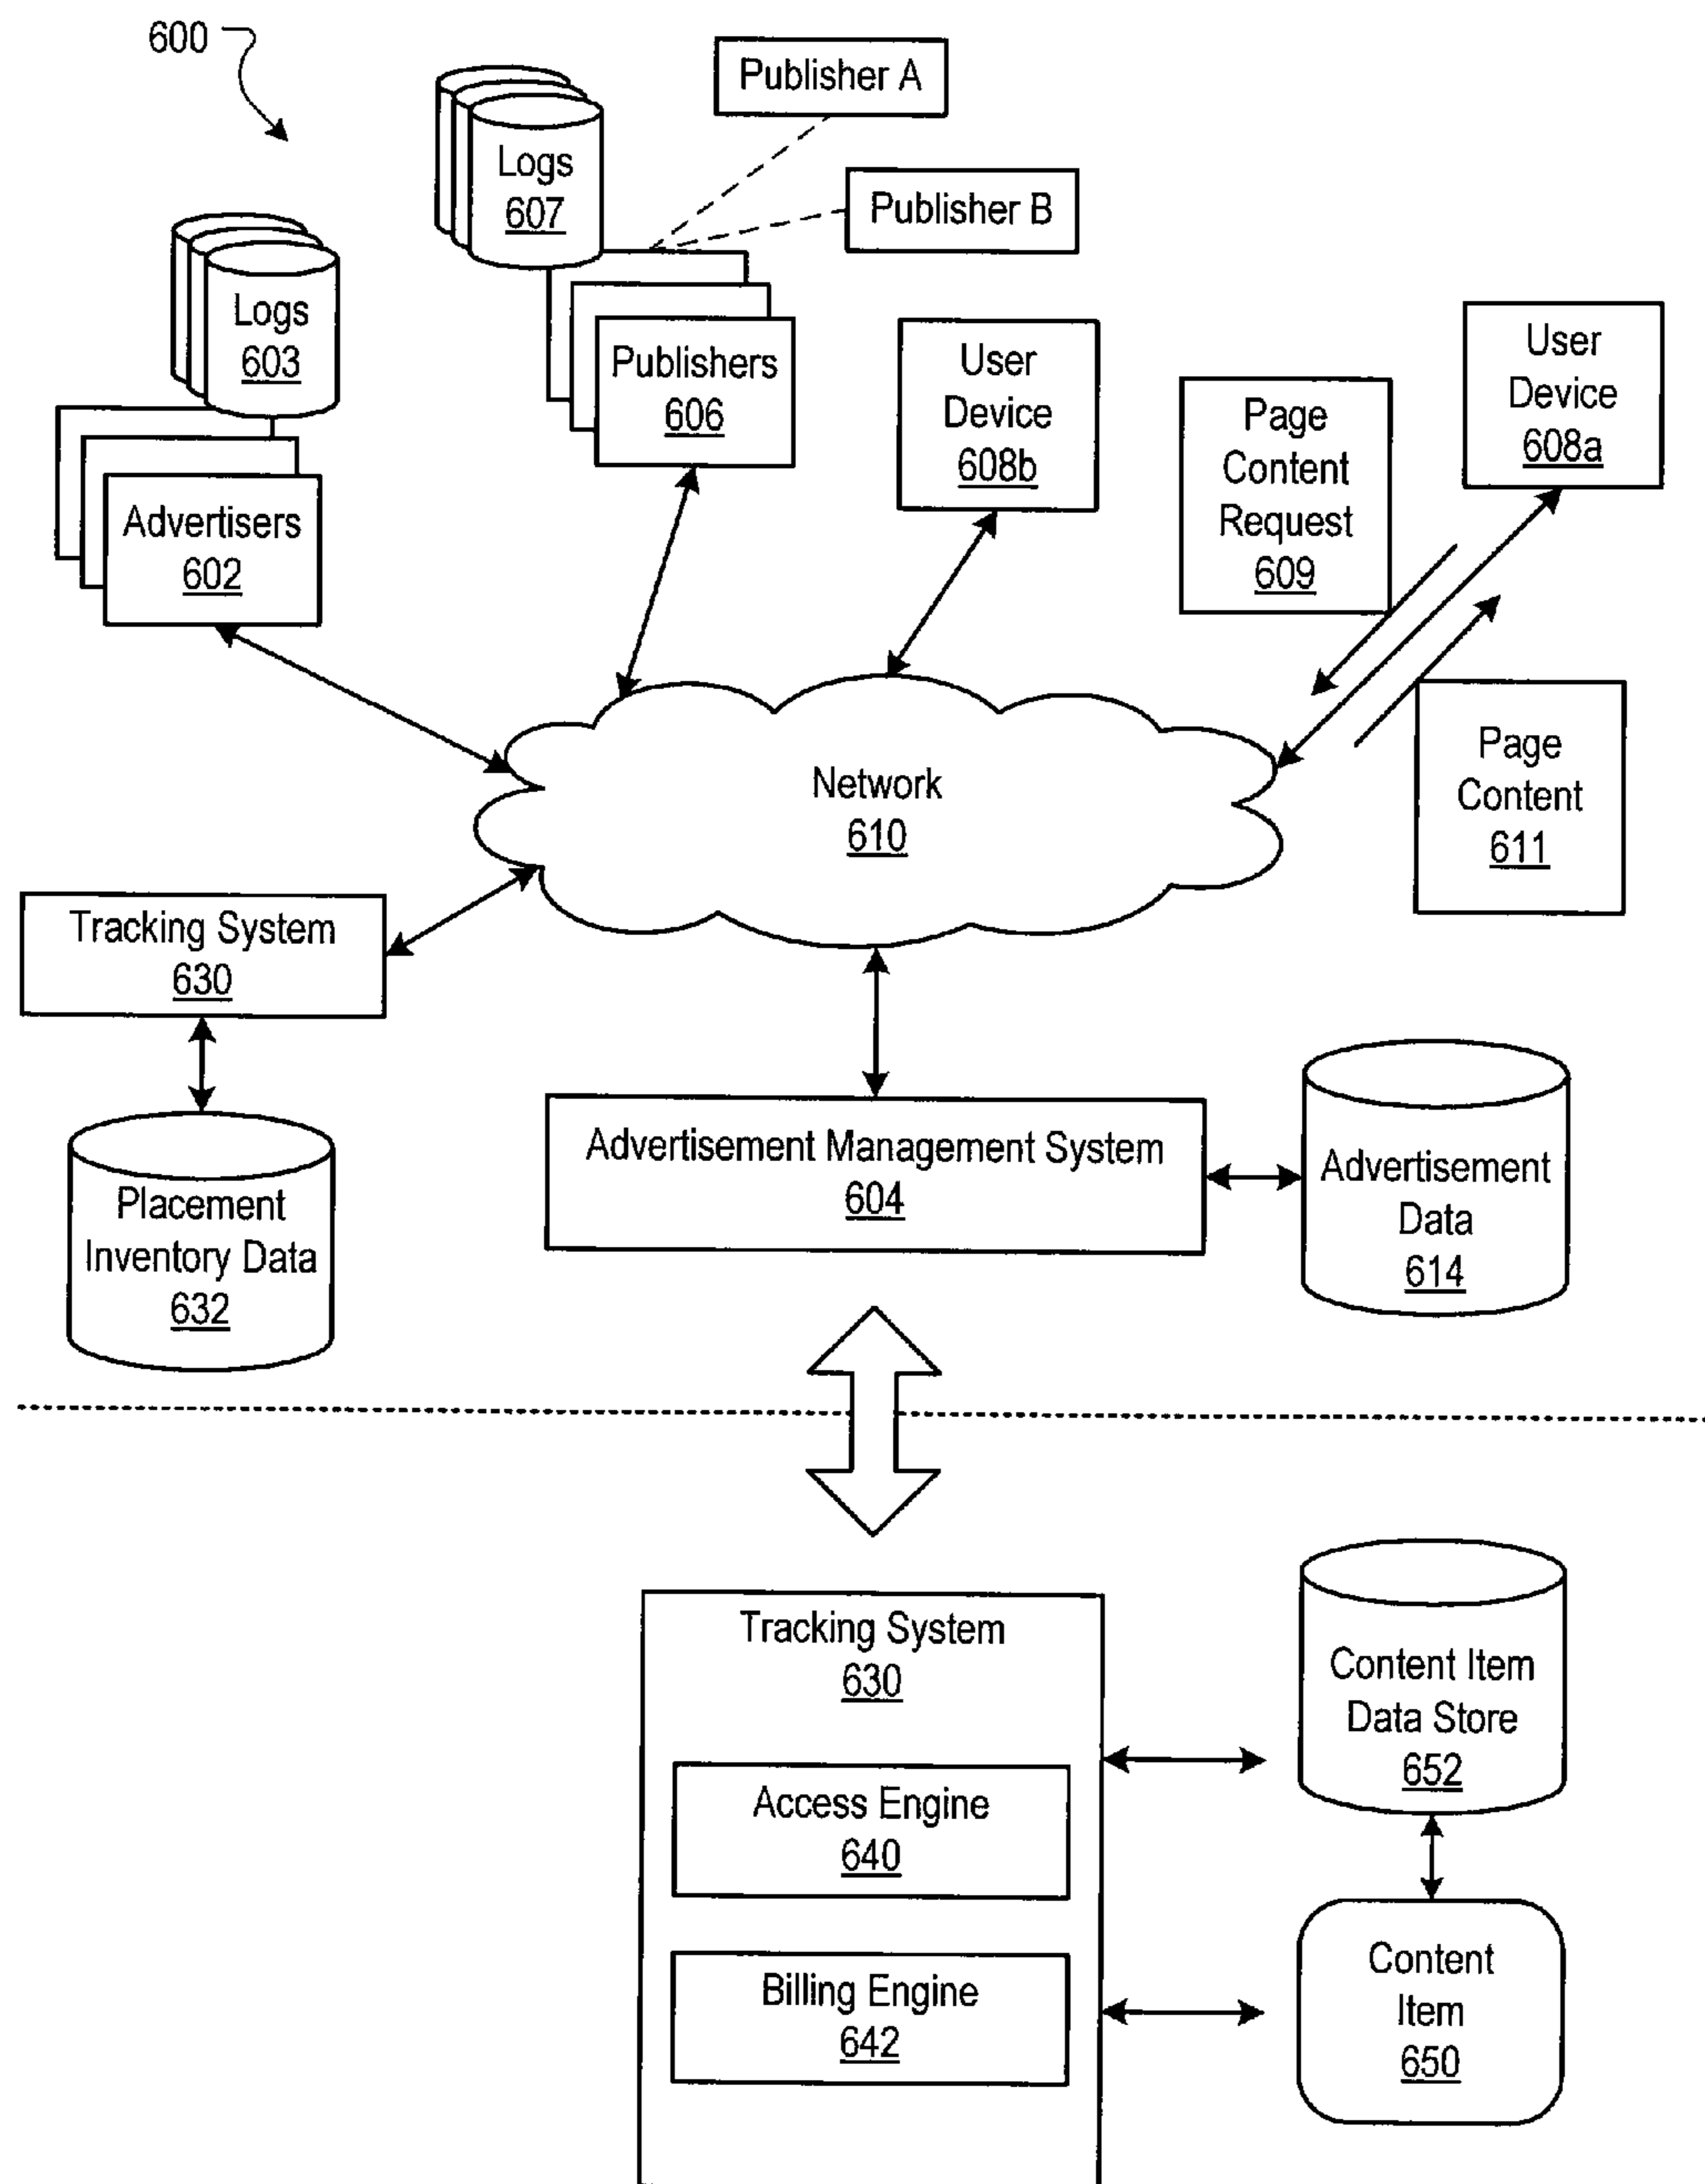 600
Publisher A
Logs
607
Publisher B
Logs
603
Publishers
606
User
Device
608b
User
Device
608a
Page
Content
Request
609
Advertisers
602
Network
610
Page
Content
611
Tracking System
630
Placement
Inventory Data
632
Advertisement Management System
604
Advertisement
Data
614
Tracking System
630
Access Engine
640
Billing Engine
642
Content Item
Data Store
652
Content
Item
650